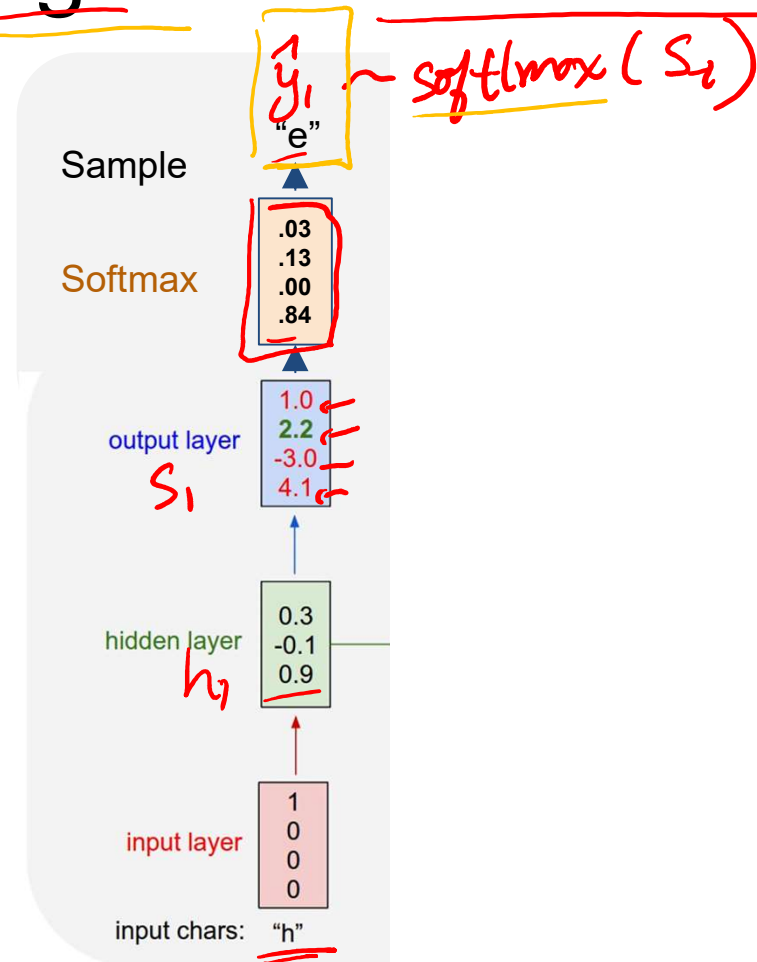 ŷ₁ ~ softmax ( S₁ )
“e”
Sample
.03
.13
.00
.84
Softmax
1.0
2.2
-3.0
4.1
output layer
S₁
0.3
-0.1
0.9
hidden layer
h₁
1
0
0
0
input layer
input chars: “h”